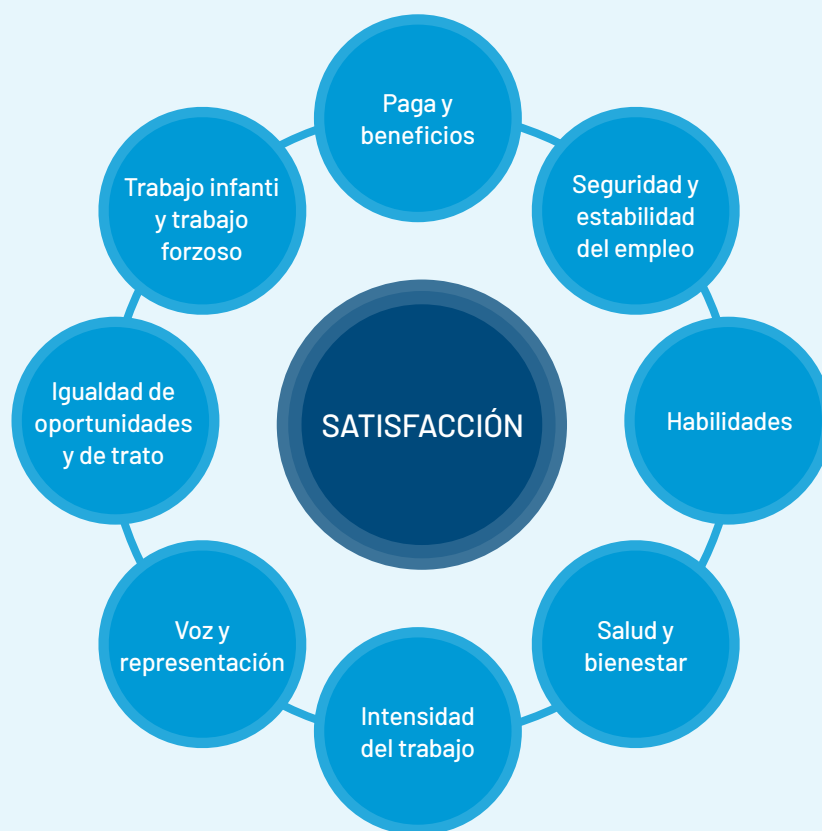 Paga y
beneficios
Seguridad y
estabilidad
del empleo
Habilidades
Salud y
bienestar
Intensidad
del trabajo
Voz y
representación
Igualdad de
oportunidades
y de trato
Trabajo infanti
y trabajo
forzoso
SATISFACCIÓN